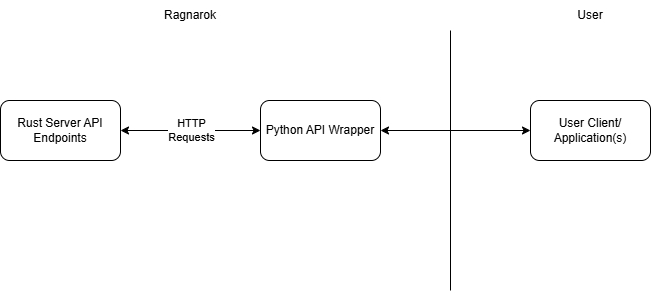 Ragnarok
User
Rust Server API
Endpoints
HTTP
Requests
Python API Wrapper
User Client/
Application(s)